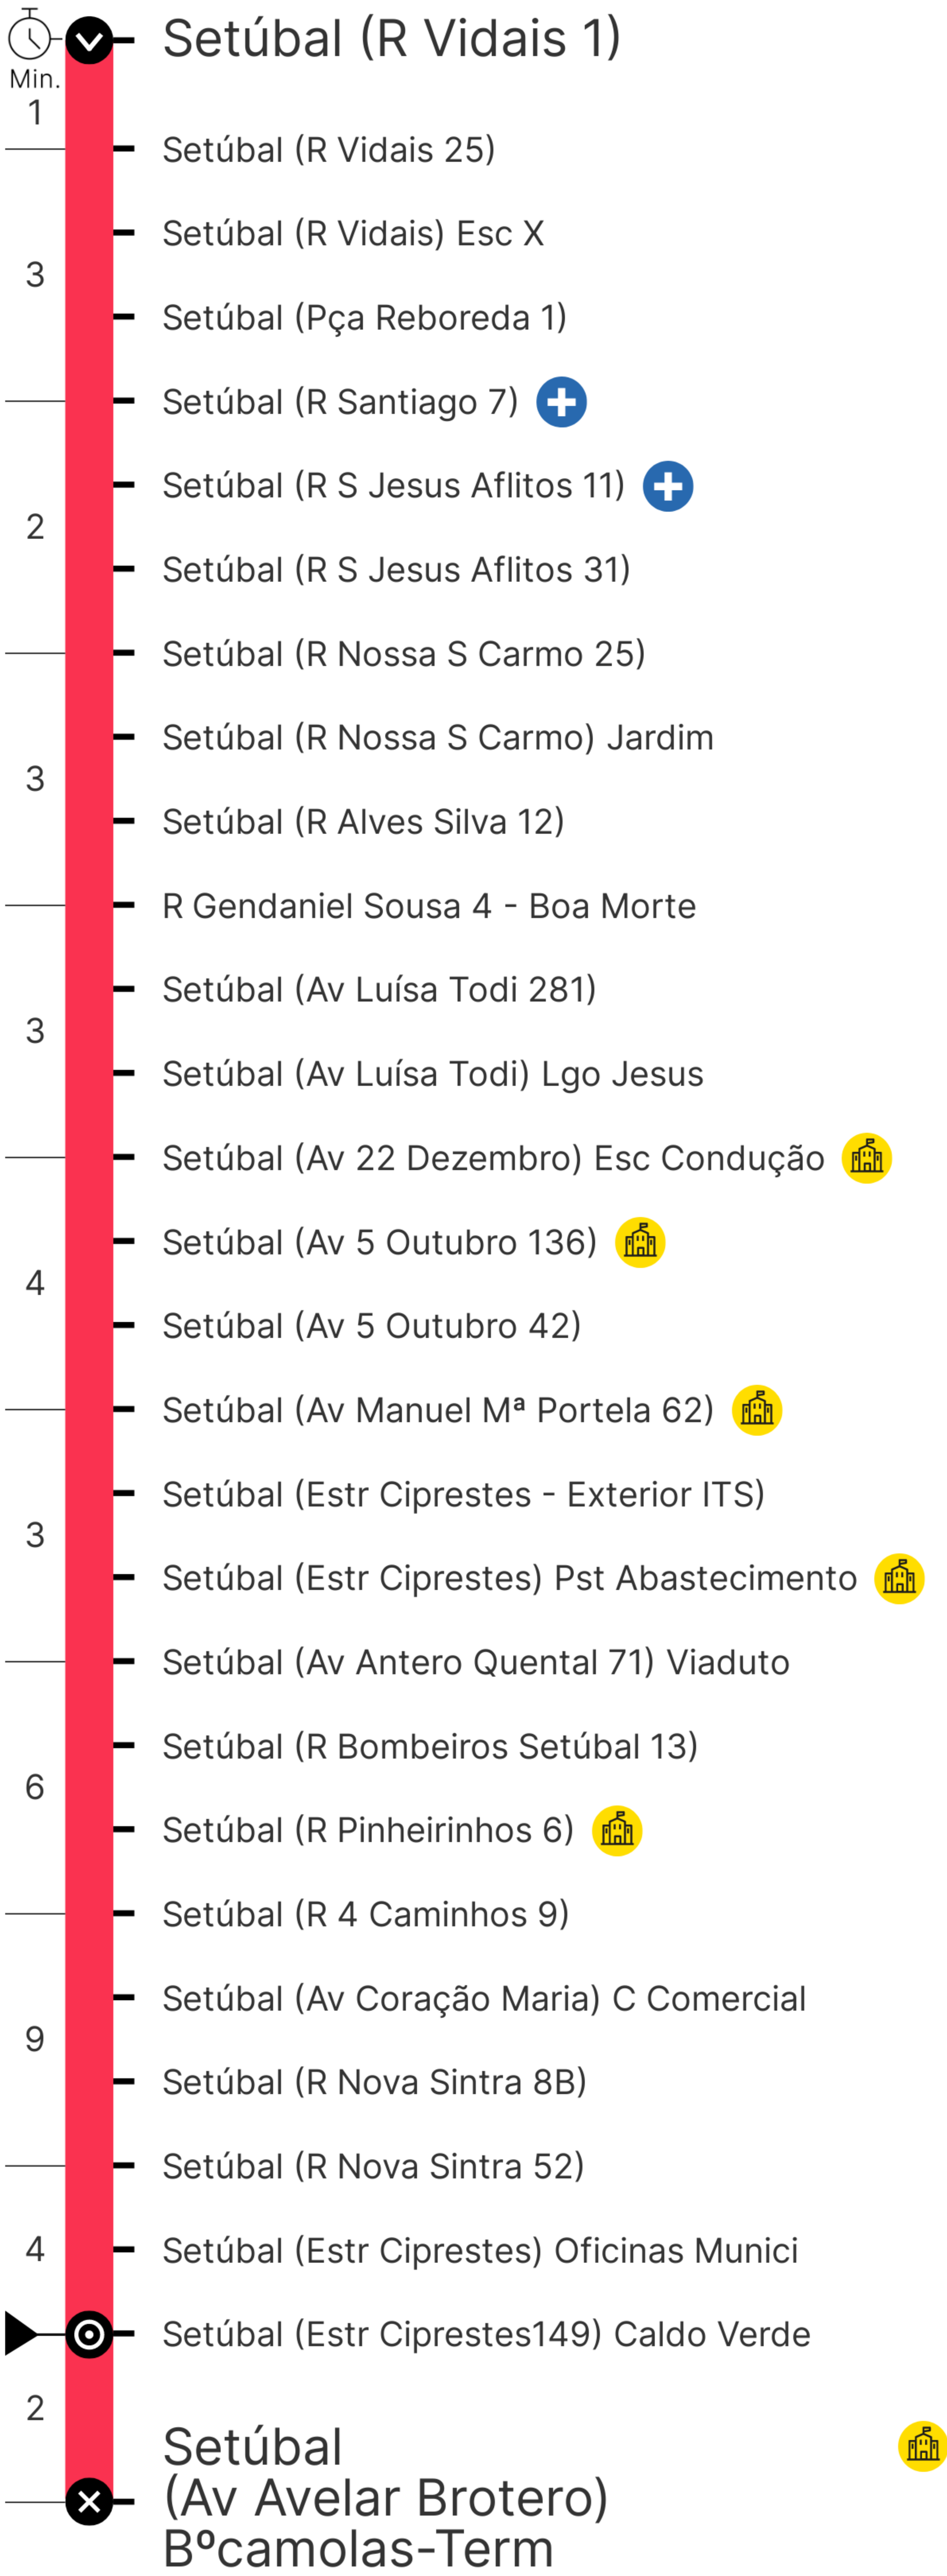 Setúbal (R Vidais 1)
Min.
1
Setúbal (R Vidais 25)
Setúbal (R Vidais) Esc X
3
Setúbal (Pça Reboreda 1)
Setúbal (R Santiago 7)
Setúbal (R S Jesus Aflitos 11)
2
Setúbal (R S Jesus Aflitos 31)
Setúbal (R Nossa S Carmo 25)
Setúbal (R Nossa S Carmo) Jardim
3
Setúbal (R Alves Silva 12)
R Gendaniel Sousa 4 - Boa Morte
Setúbal (Av Luísa Todi 281)
3
Setúbal (Av Luísa Todi) Lgo Jesus
Setúbal (Av 22 Dezembro) Esc Condução
Setúbal (Av 5 Outubro 136)
4
Setúbal (Av 5 Outubro 42)
Setúbal (Av Manuel Mª Portela 62)
Setúbal (Estr Ciprestes - Exterior ITS)
3
Setúbal (Estr Ciprestes) Pst Abastecimento
Setúbal (Av Antero Quental 71) Viaduto
Setúbal (R Bombeiros Setúbal 13)
6
Setúbal (R Pinheirinhos 6)
Setúbal (R 4 Caminhos 9)
Setúbal (Av Coração Maria) C Comercial
9
Setúbal (R Nova Sintra 8B)
Setúbal (R Nova Sintra 52)
4
Setúbal (Estr Ciprestes) Oficinas Munici
Setúbal (Estr Ciprestes149) Caldo Verde
2
Setúbal
(Av Avelar Brotero)
Bºcamolas-Term